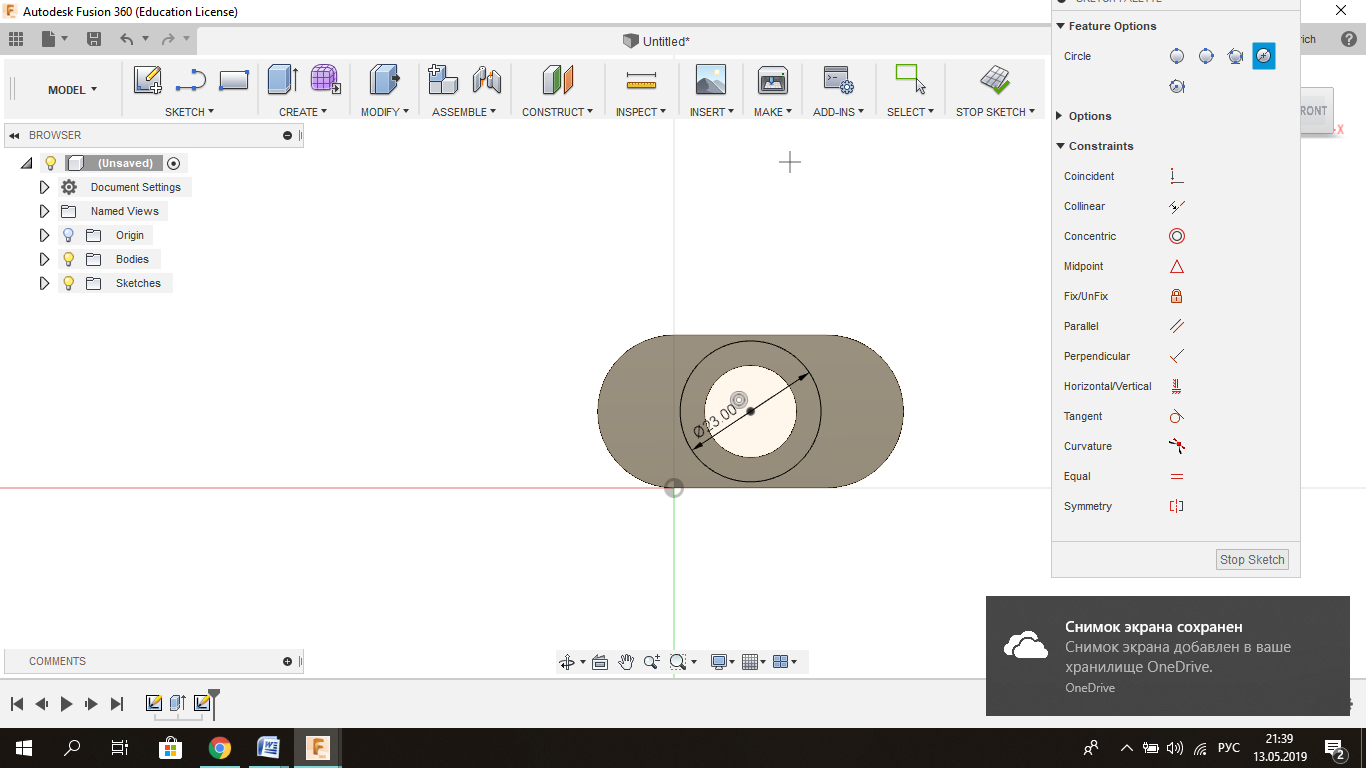 Autodesk Fusion 360 (Education License)
Untitled*
MODEL
SKETCH
CREATE
MODIFY
ASSEMBLE
CONSTRUCT
INSPECT
INSERT
MAKE
ADD-INS
SELECT
STOP SKETCH
BROWSER
(Unsaved)
Document Settings
Named Views
Origin
Bodies
Sketches
Ø23.00
Feature Options
Circle
Options
Constraints
Coincident
Collinear
Concentric
Midpoint
Fix/UnFix
Parallel
Perpendicular
Horizontal/Vertical
Tangent
Curvature
Equal
Symmetry
Stop Sketch
X
COMMENTS
Снимок экрана сохранен
Снимок экрана добавлен в ваше
хранилище OneDrive.
OneDrive
РУС
21:39
13.05.2019
2